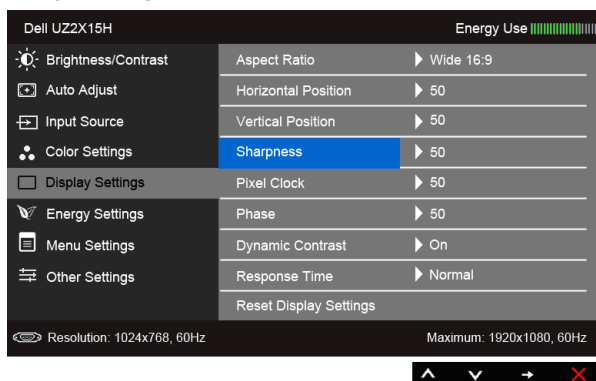 Dell UZ2X15H Energy Use
Brightness/Contrast Aspect Ratio Wide 16:9
Auto Adjust Horizontal Position 50
Input Source Vertical Position 50
Color Settings Sharpness 50
Display Settings Pixel Clock 50
Energy Settings Phase 50
Menu Settings Dynamic Contrast On
Other Settings Response Time Normal
Reset Display Settings
Resolution: 1024x768, 60Hz Maximum: 1920x1080, 60Hz